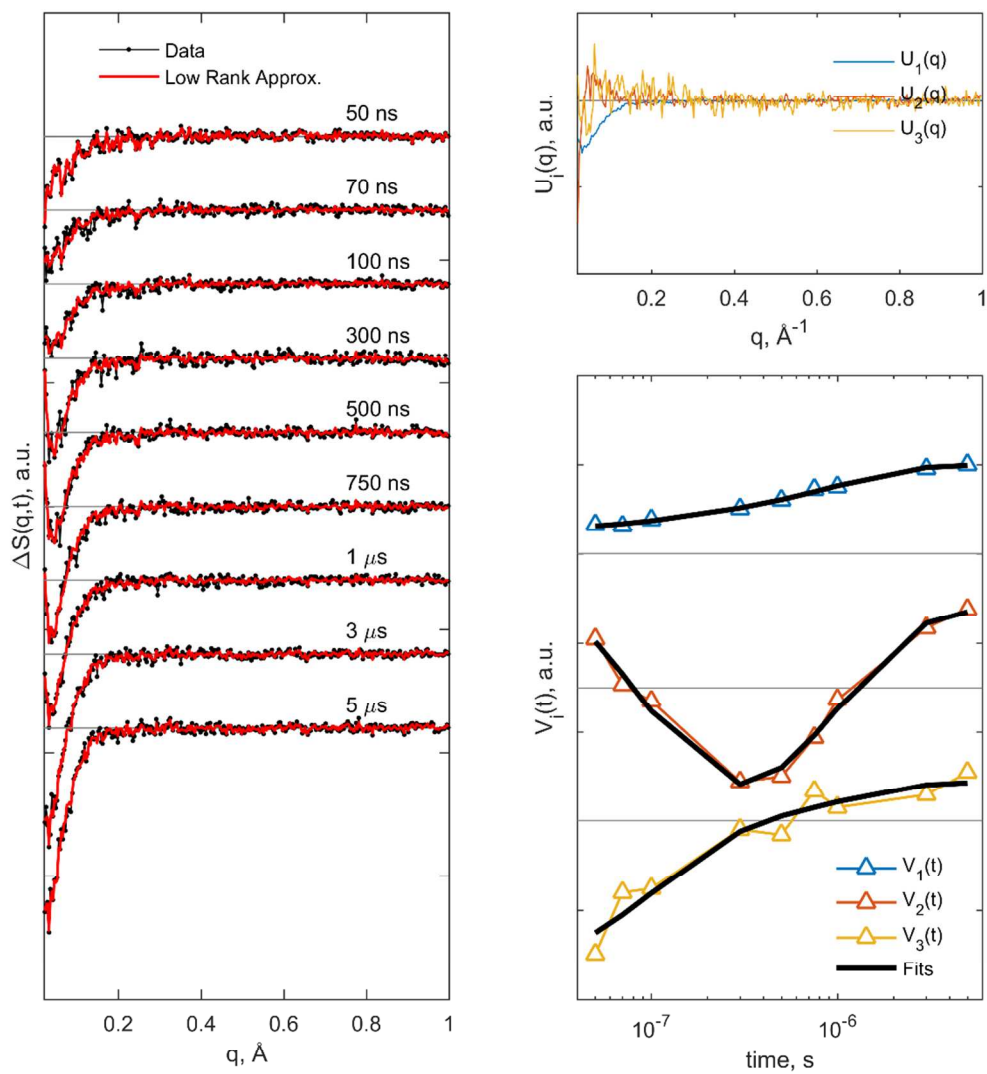 Data
Low Rank Approx.
50 ns
70 ns
100 ns
300 ns
500 ns
750 ns
1 μs
3 μs
5 μs
ΔS(q,t), a.u.
0.2 0.4 0.6 0.8 1
q, Å
U₁(q)
U₂(q)
U₃(q)
Uᵢ(q), a.u.
0.2 0.4 0.6 0.8 1
q, Å⁻¹
Vᵢ(t), a.u.
V₁(t)
V₂(t)
V₃(t)
Fits
10⁻⁷ 10⁻⁶
time, s